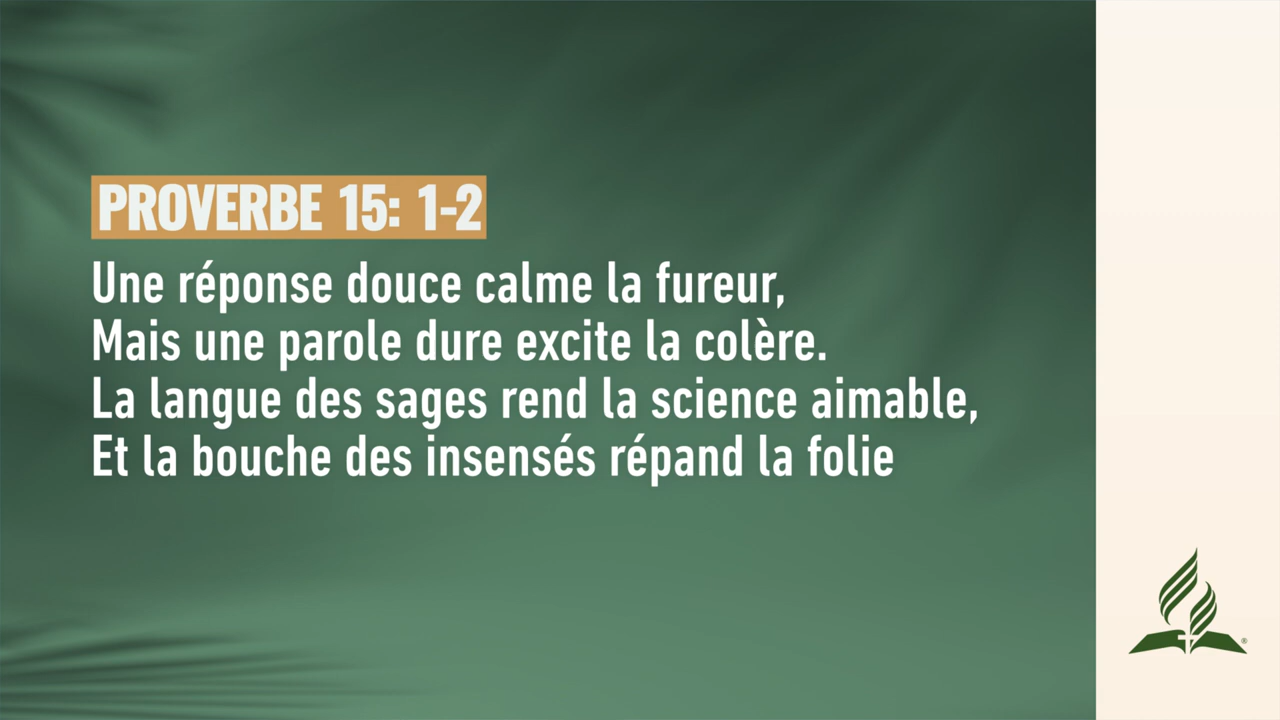 PROVERBE 15: 1-2
Une réponse douce calme la fureur,
Mais une parole dure excite la colère.
La langue des sages rend la science aimable,
Et la bouche des insensés répand la folie
®